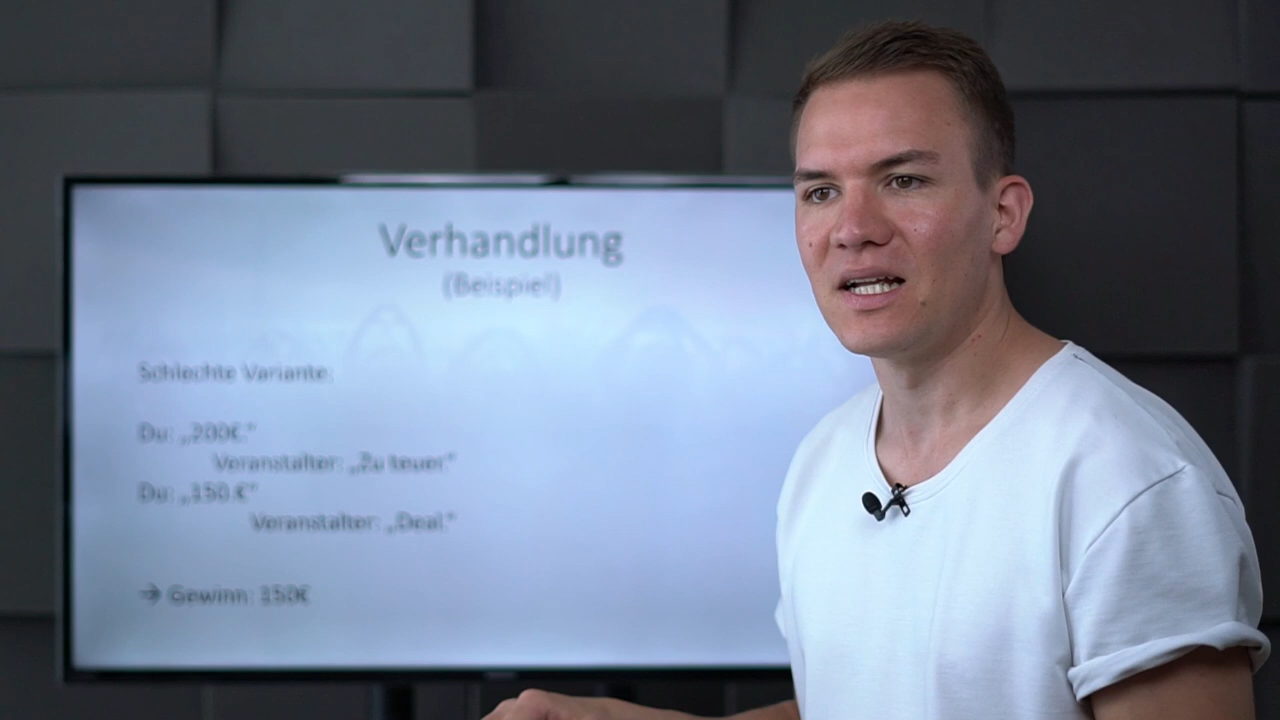 Verhandlung
(Beispiel)
Schlechte Variante:
Du: „200€.“
Veranstalter: „Zu teuer.“
Du: „150 €“
Veranstalter: „Deal.“
→ Gewinn: 150€